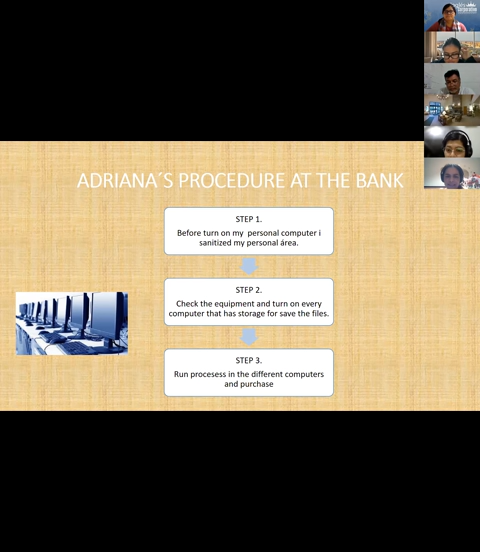 ADRIANA´S PROCEDURE AT THE BANK
STEP 1.
Before turn on my personal computer i
sanitized my personal área.
STEP 2.
Check the equipment and turn on every
computer that has storage for save the files.
STEP 3.
Run procesess in the different computers
and purchase